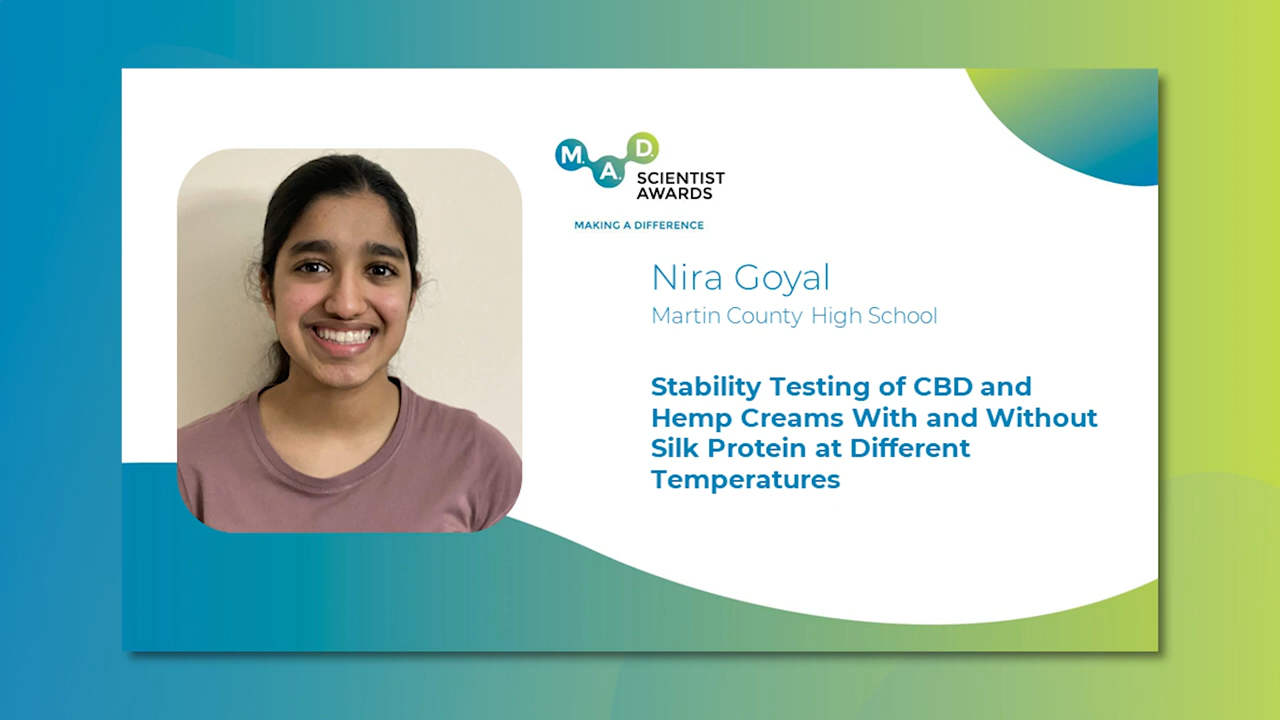 M.
A.
D.
SCIENTIST
AWARDS
MAKING A DIFFERENCE
Nira Goyal
Martin County High School
Stability Testing of CBD and
Hemp Creams With and Without
Silk Protein at Different
Temperatures